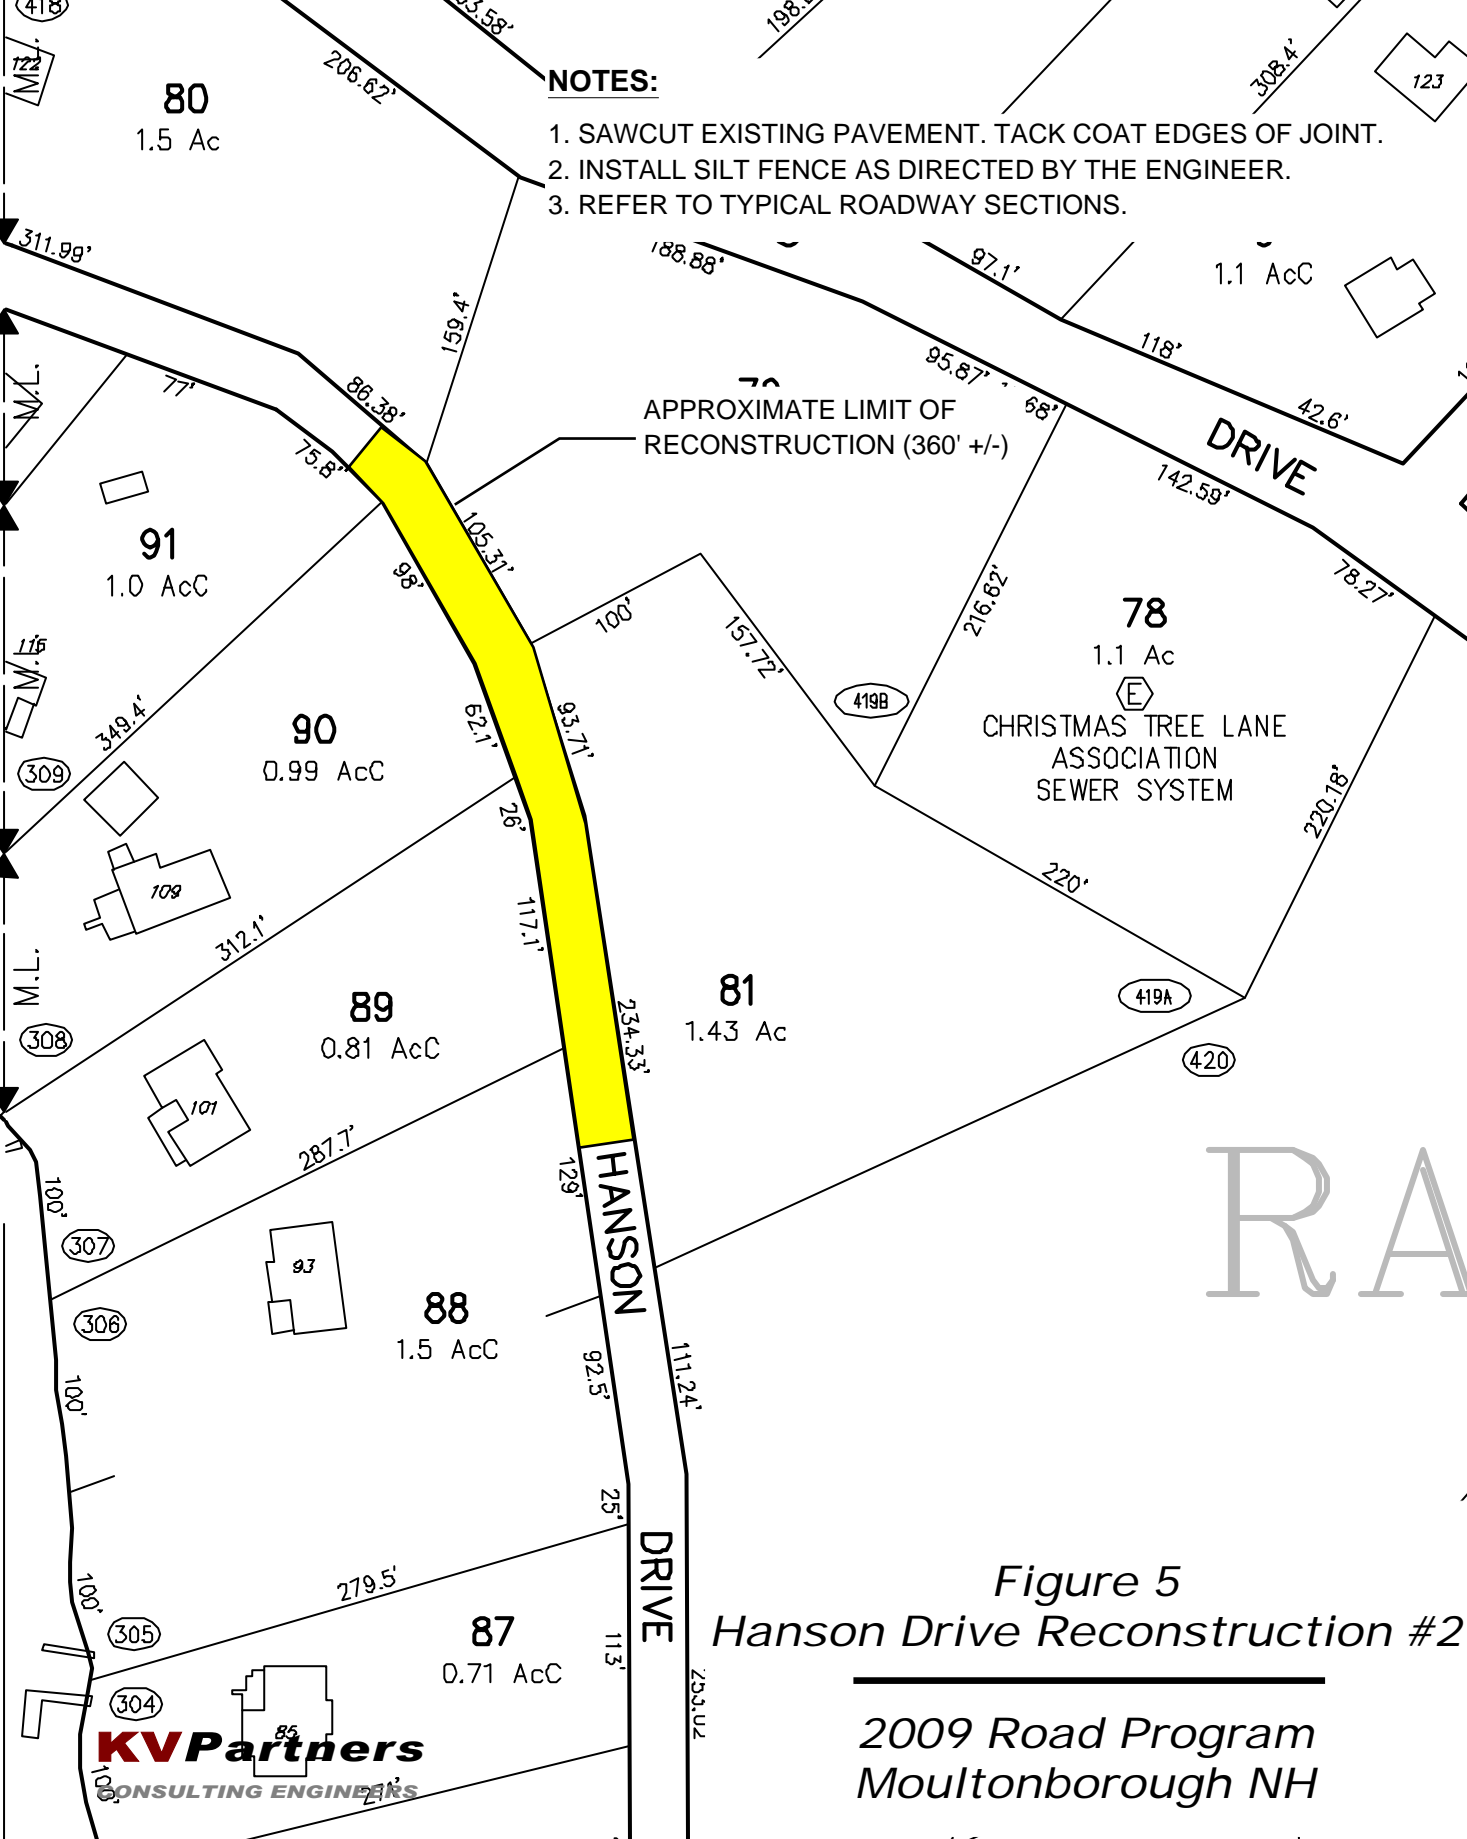 418
122
M.L.
80
1.5 Ac
206.62'
NOTES:
1. SAWCUT EXISTING PAVEMENT. TACK COAT EDGES OF JOINT.
2. INSTALL SILT FENCE AS DIRECTED BY THE ENGINEER.
3. REFER TO TYPICAL ROADWAY SECTIONS.
308.4'
123
311.99'
159.4'
188.88'
97.1'
1.1 AcC
118'
42.6'
95.87'
68'
DRIVE
142.59'
78.27'
77'
86.38'
75.8'
M.L.
APPROXIMATE LIMIT OF
RECONSTRUCTION (360' +/-)
105.31'
98'
91
1.0 AcC
116
M.L.
349.4'
309
100'
157.72'
216.62'
419B
78
1.1 Ac
E
CHRISTMAS TREE LANE
ASSOCIATION
SEWER SYSTEM
220.18'
220'
419A
420
90
0.99 AcC
62.1'
93.71'
26'
109
312.1'
117.1'
M.L.
308
89
0.81 AcC
101
287.7'
81
1.43 Ac
234.33'
129'
HANSON
100'
307
306
93
88
1.5 AcC
92.5'
111.24'
100'
25'
DRIVE
RA
279.5'
100'
305
304
87
0.71 AcC
113'
85
271'
100'
KVPartners
CONSULTING ENGINEERS
Figure 5
Hanson Drive Reconstruction #2
2009 Road Program
Moultonborough NH